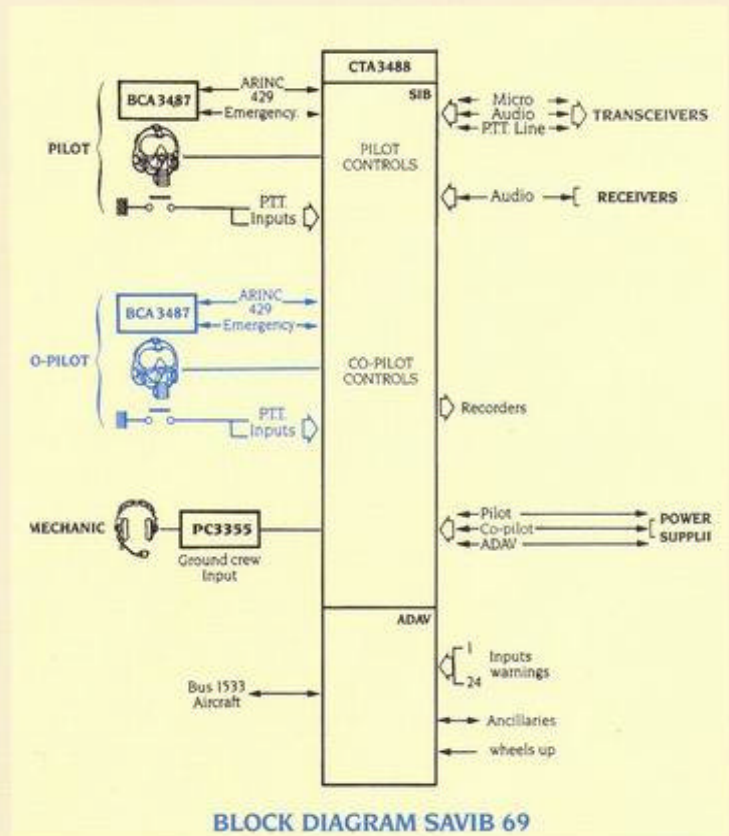 CTA3488
SIB
BCA 3487
ARINC
429
Emergency
PILOT
PTT.
Inputs
PILOT
CONTROLS
Micro
Audio
P.T.T. Line
TRANSCEIVERS
Audio
RECEIVERS
BCA 3487
ARINC
429
Emergency
O-PILOT
PTT.
Inputs
CO-PILOT
CONTROLS
Recorders
MECHANIC
PC3355
Ground crew
Input
Pilot
Co-pilot
ADAV
POWER
SUPPLII
ADAV
Bus 1533
Aircraft
1
24
Inputs
warnings
Ancillaries
wheels up
BLOCK DIAGRAM SAVIB 69